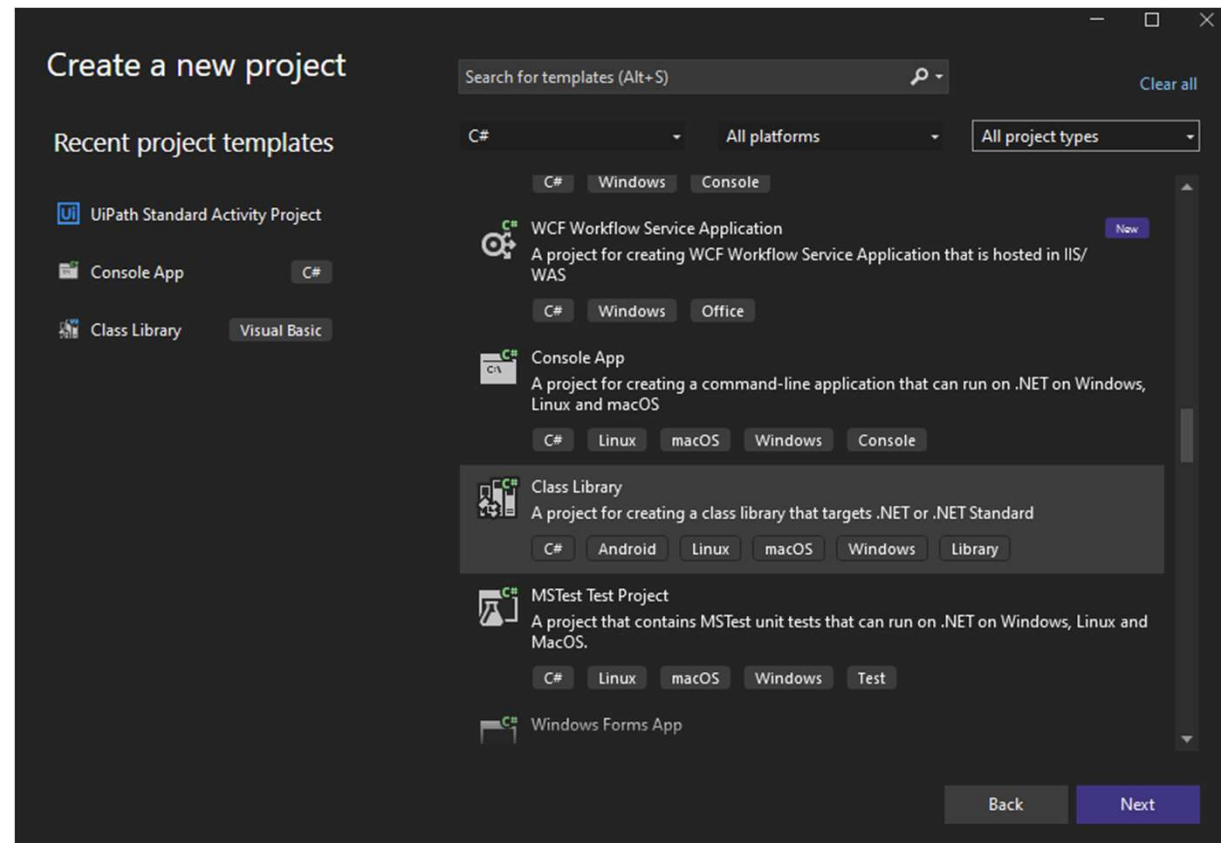 Create a new project
Recent project templates
Ui UiPath Standard Activity Project
Console App C#
Class Library Visual Basic
Search for templates (Alt+S)
Clear all
C# All platforms All project types
C# Windows Console
C# WCF Workflow Service Application New
A project for creating WCF Workflow Service Application that is hosted in IIS/
WAS
C# Windows Office
C# Console App
C:\ A project for creating a command-line application that can run on .NET on Windows,
Linux and macOS
C# Linux macOS Windows Console
C# Class Library
A project for creating a class library that targets .NET or .NET Standard
C# Android Linux macOS Windows Library
C# MSTest Test Project
A project that contains MSTest unit tests that can run on .NET on Windows, Linux and
MacOS.
C# Linux macOS Windows Test
C# Windows Forms App
Back Next